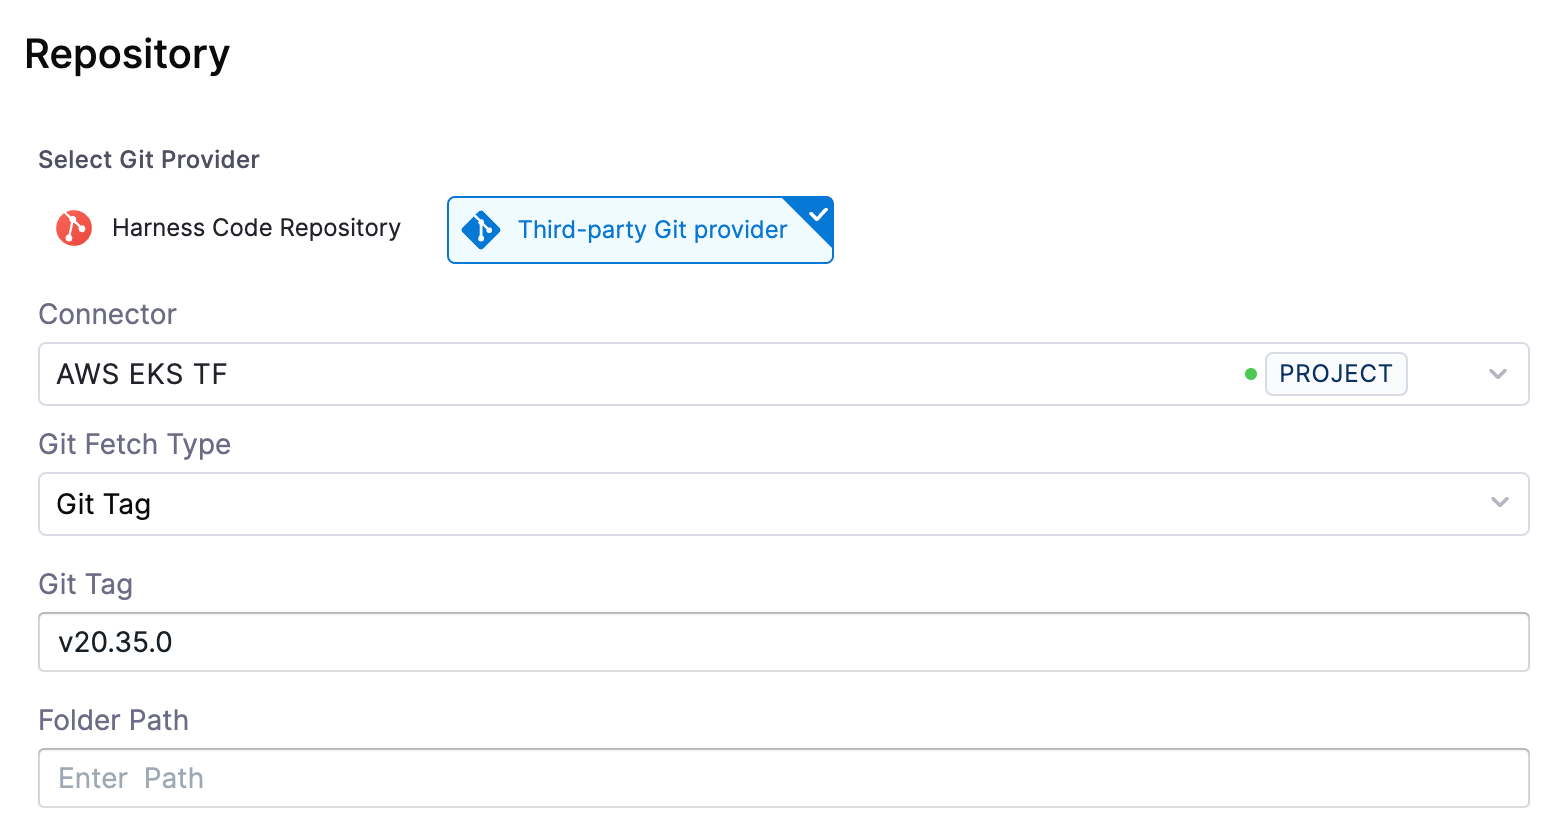 Repository
Select Git Provider
Harness Code Repository
Third-party Git provider
Connector
AWS EKS TF
PROJECT
Git Fetch Type
Git Tag
Git Tag
v20.35.0
Folder Path
Enter Path